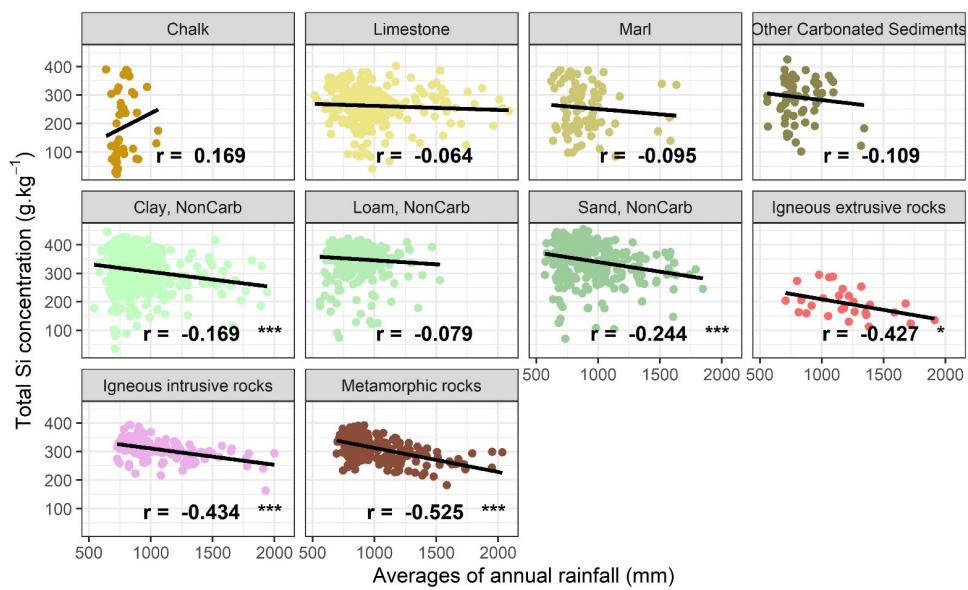 Chalk
Limestone
Marl
Other Carbonated Sediments
400
300
200
100
r = 0.169
r = -0.064
r = -0.095
r = -0.109
Total Si concentration (g.kg⁻¹)
Clay, NonCarb
Loam, NonCarb
Sand, NonCarb
Igneous extrusive rocks
400
300
200
100
r = -0.169 ***
r = -0.079
r = -0.244 ***
r = -0.427 *
500 1000 1500 2000
500 1000 1500 2000
Igneous intrusive rocks
Metamorphic rocks
400
300
200
100
r = -0.434 ***
r = -0.525 ***
500 1000 1500 2000
500 1000 1500 2000
Averages of annual rainfall (mm)